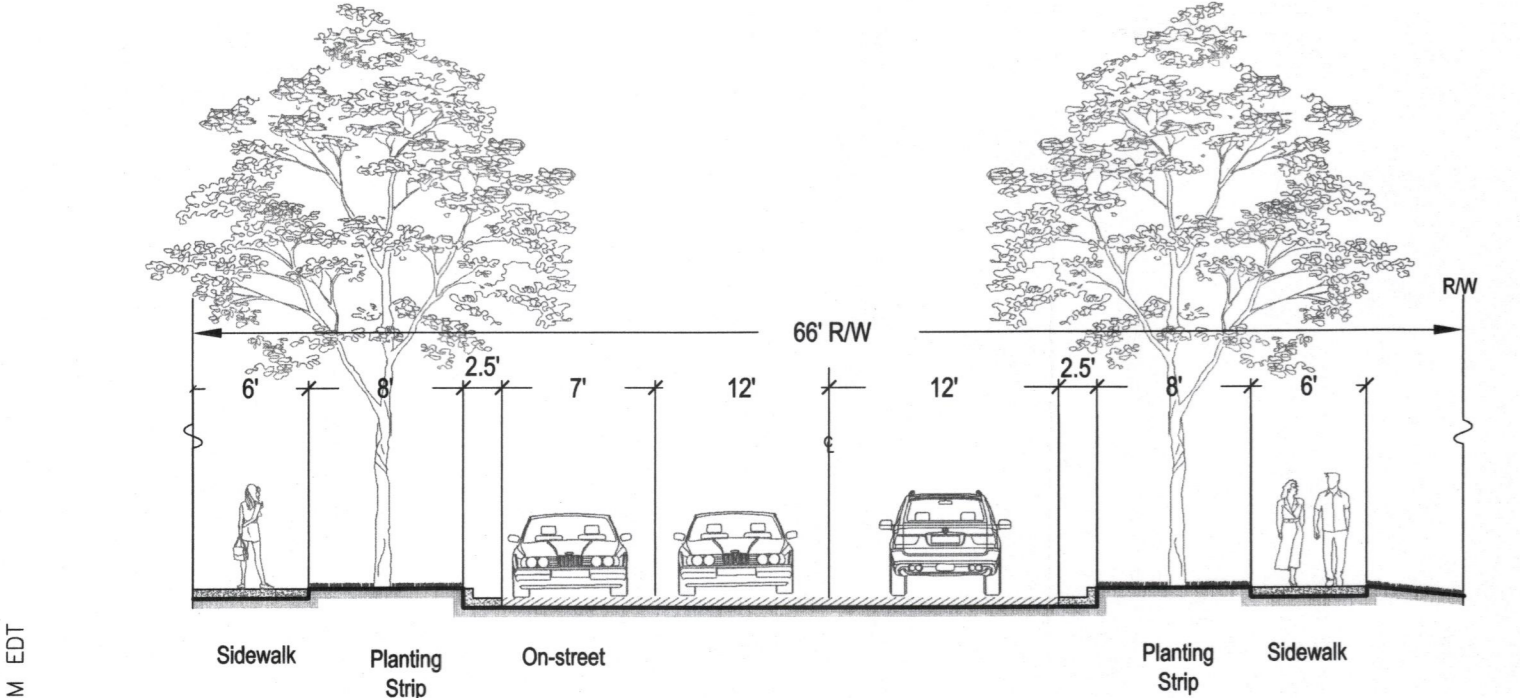 R/W
66' R/W
2.5'
2.5'
6'
8'
7'
12'
12'
8'
6'
℄
Sidewalk
Planting
Strip
On-street
Planting
Strip
Sidewalk
M EDT